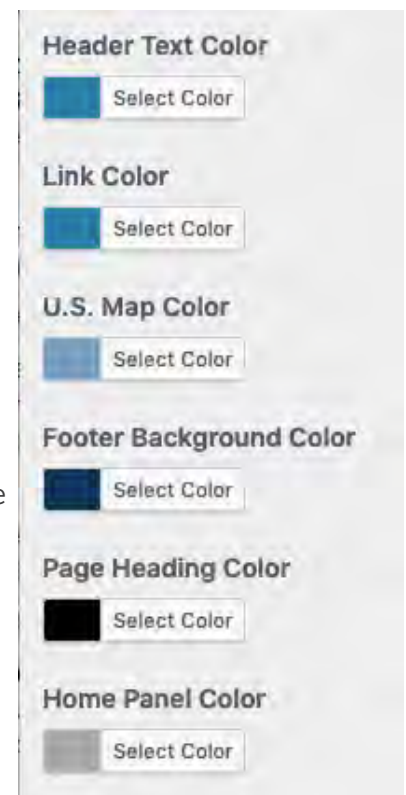 Header Text Color
Select Color
Link Color
Select Color
U.S. Map Color
Select Color
Footer Background Color
e
Select Color
Page Heading Color
Select Color
Home Panel Color
Select Color